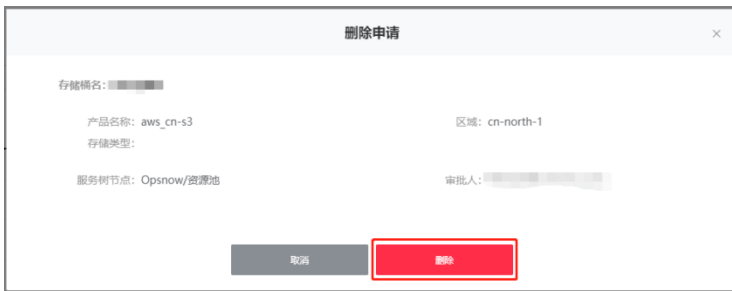 删除申请
存储桶名:
产品名称: aws_cn-s3 区域: cn-north-1
存储类型:
服务树节点: Opsnow/资源池 审批人:
取消 删除